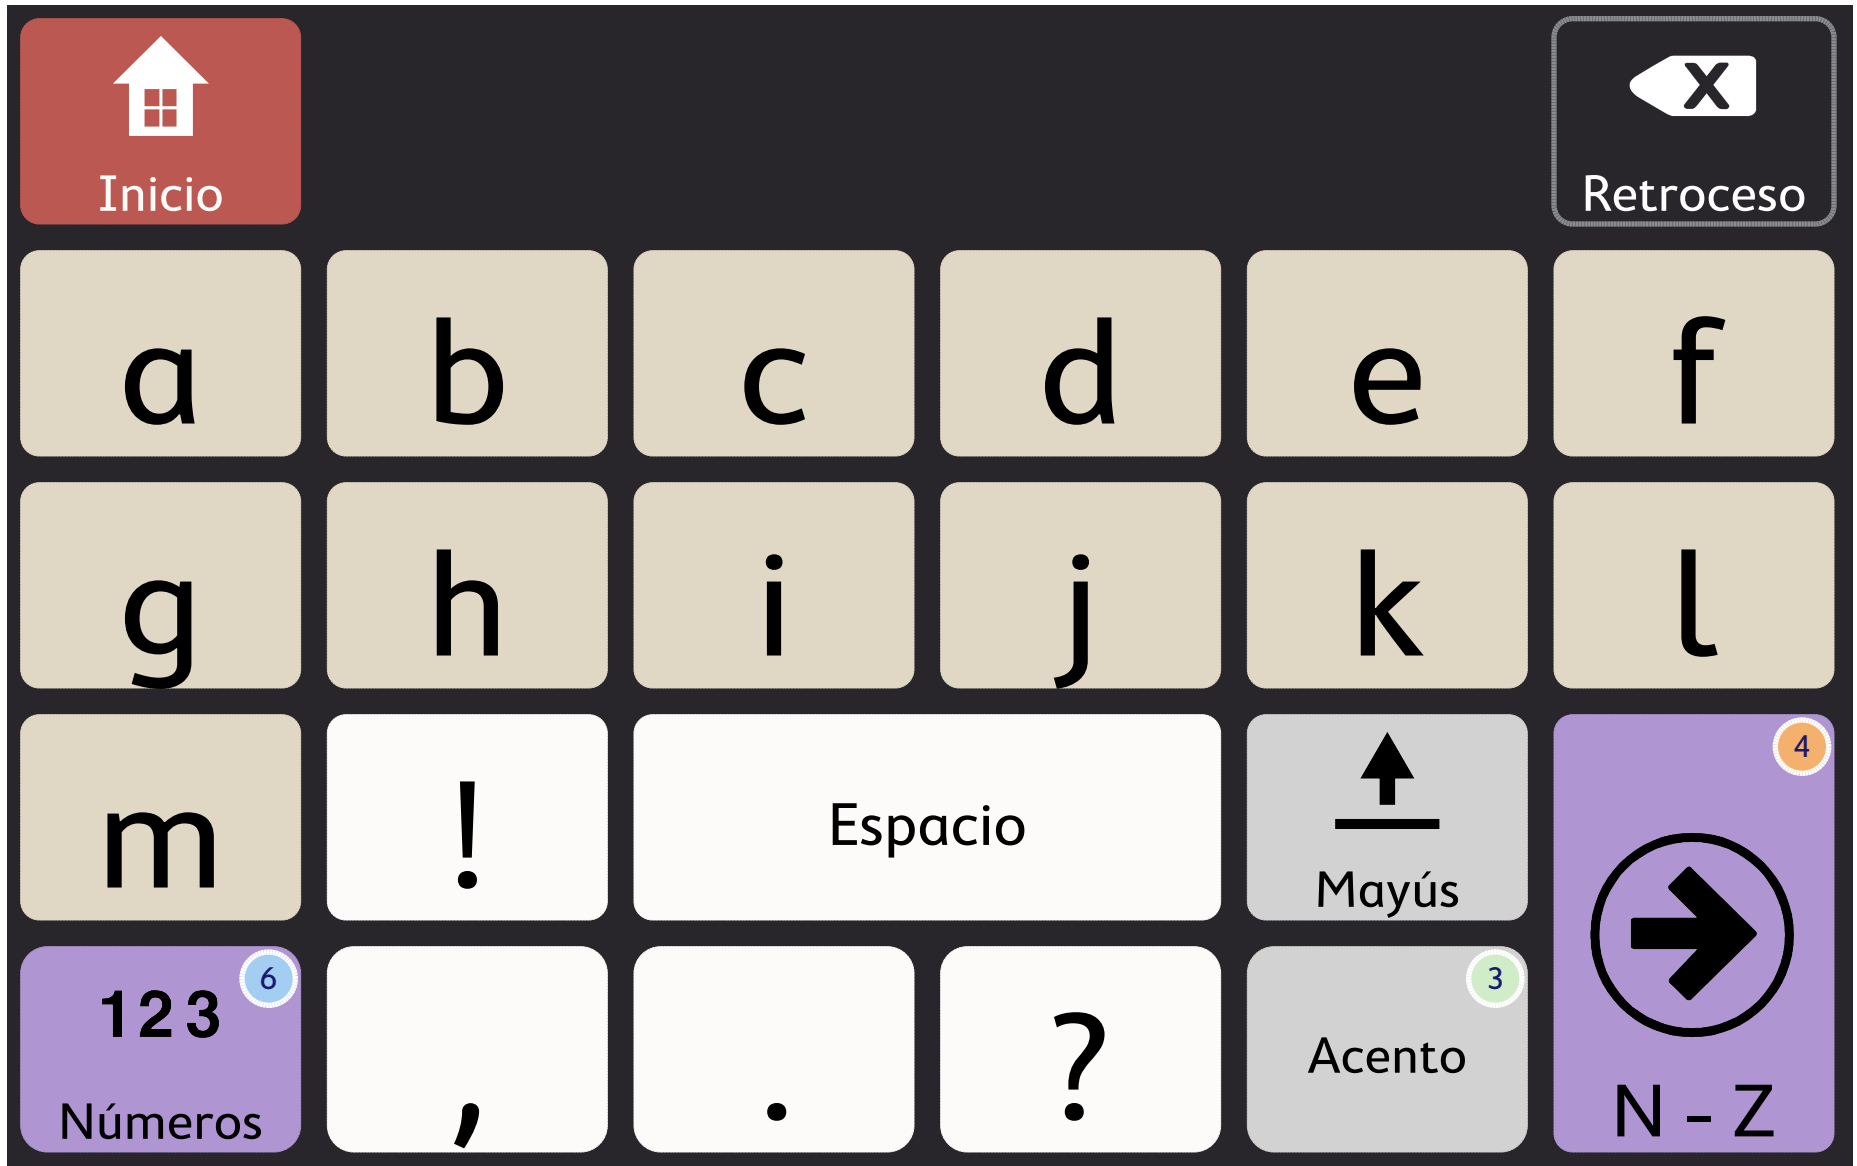 Inicio
X
Retroceso
a b c d e f
g h i j k l
m ! Espacio Mayús 4
123 6
Números
, . ? Acento 3
N - Z